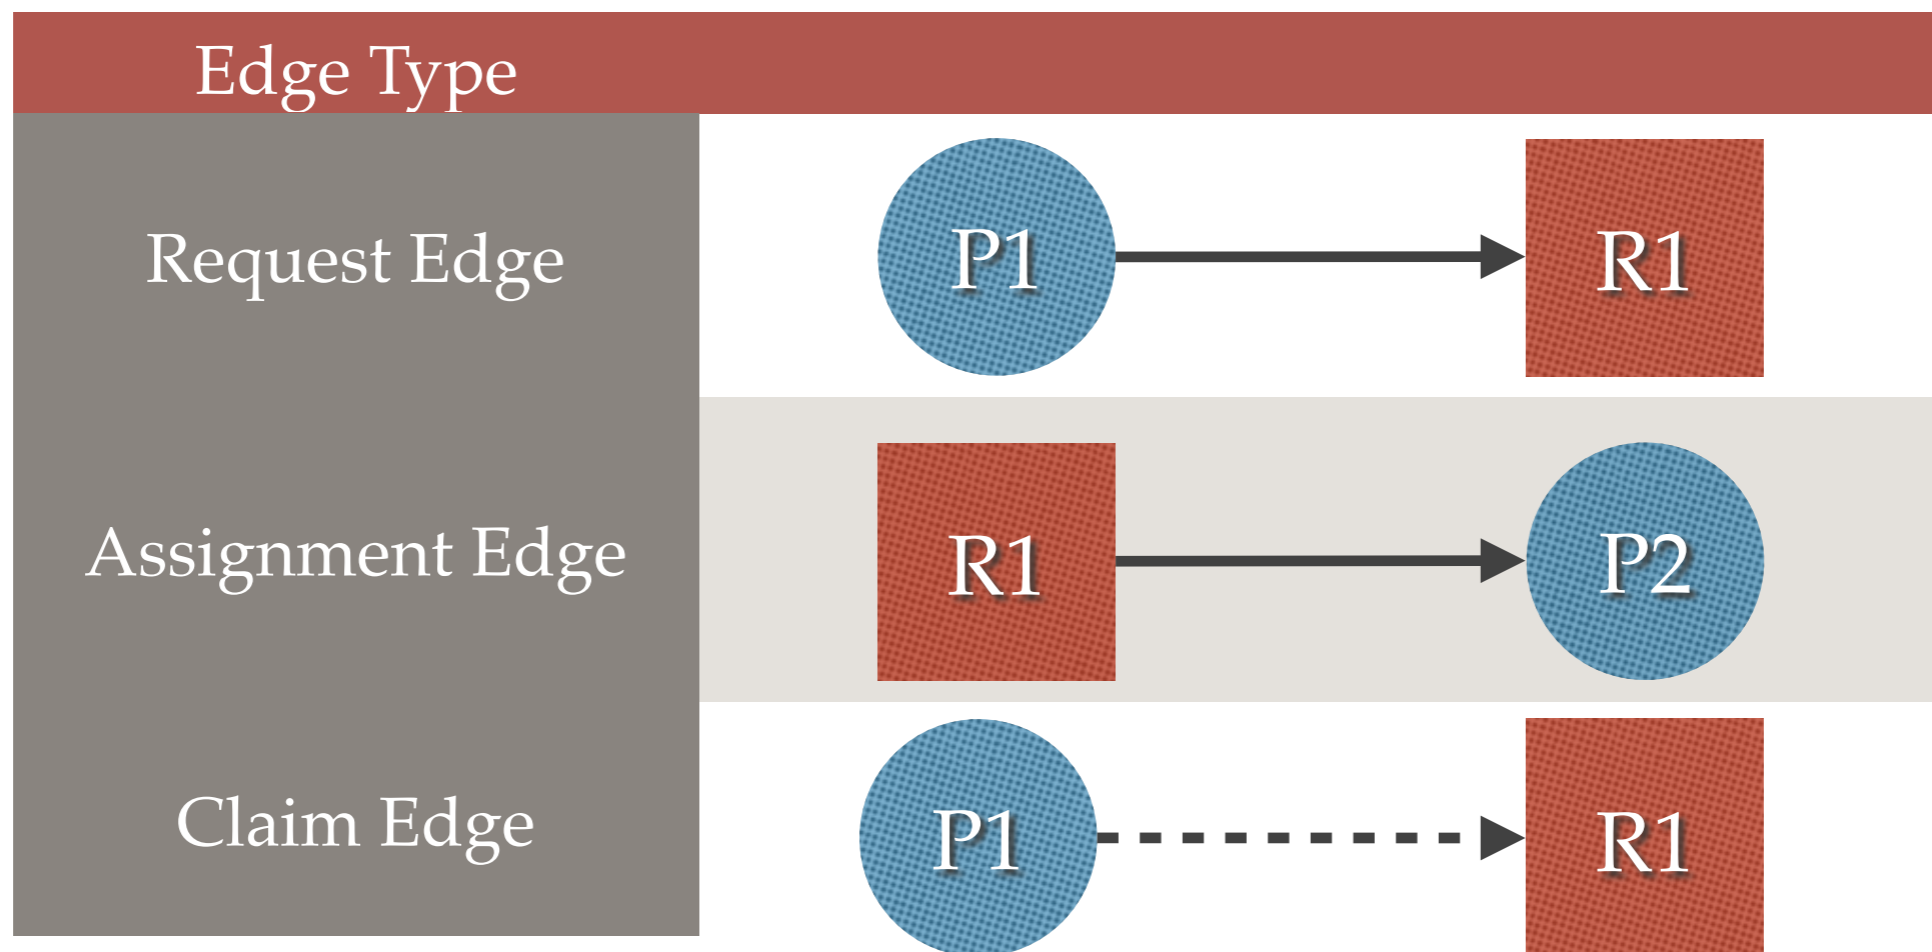 Edge Type
Request Edge
P1
R1
Assignment Edge
R1
P2
Claim Edge
P1
R1